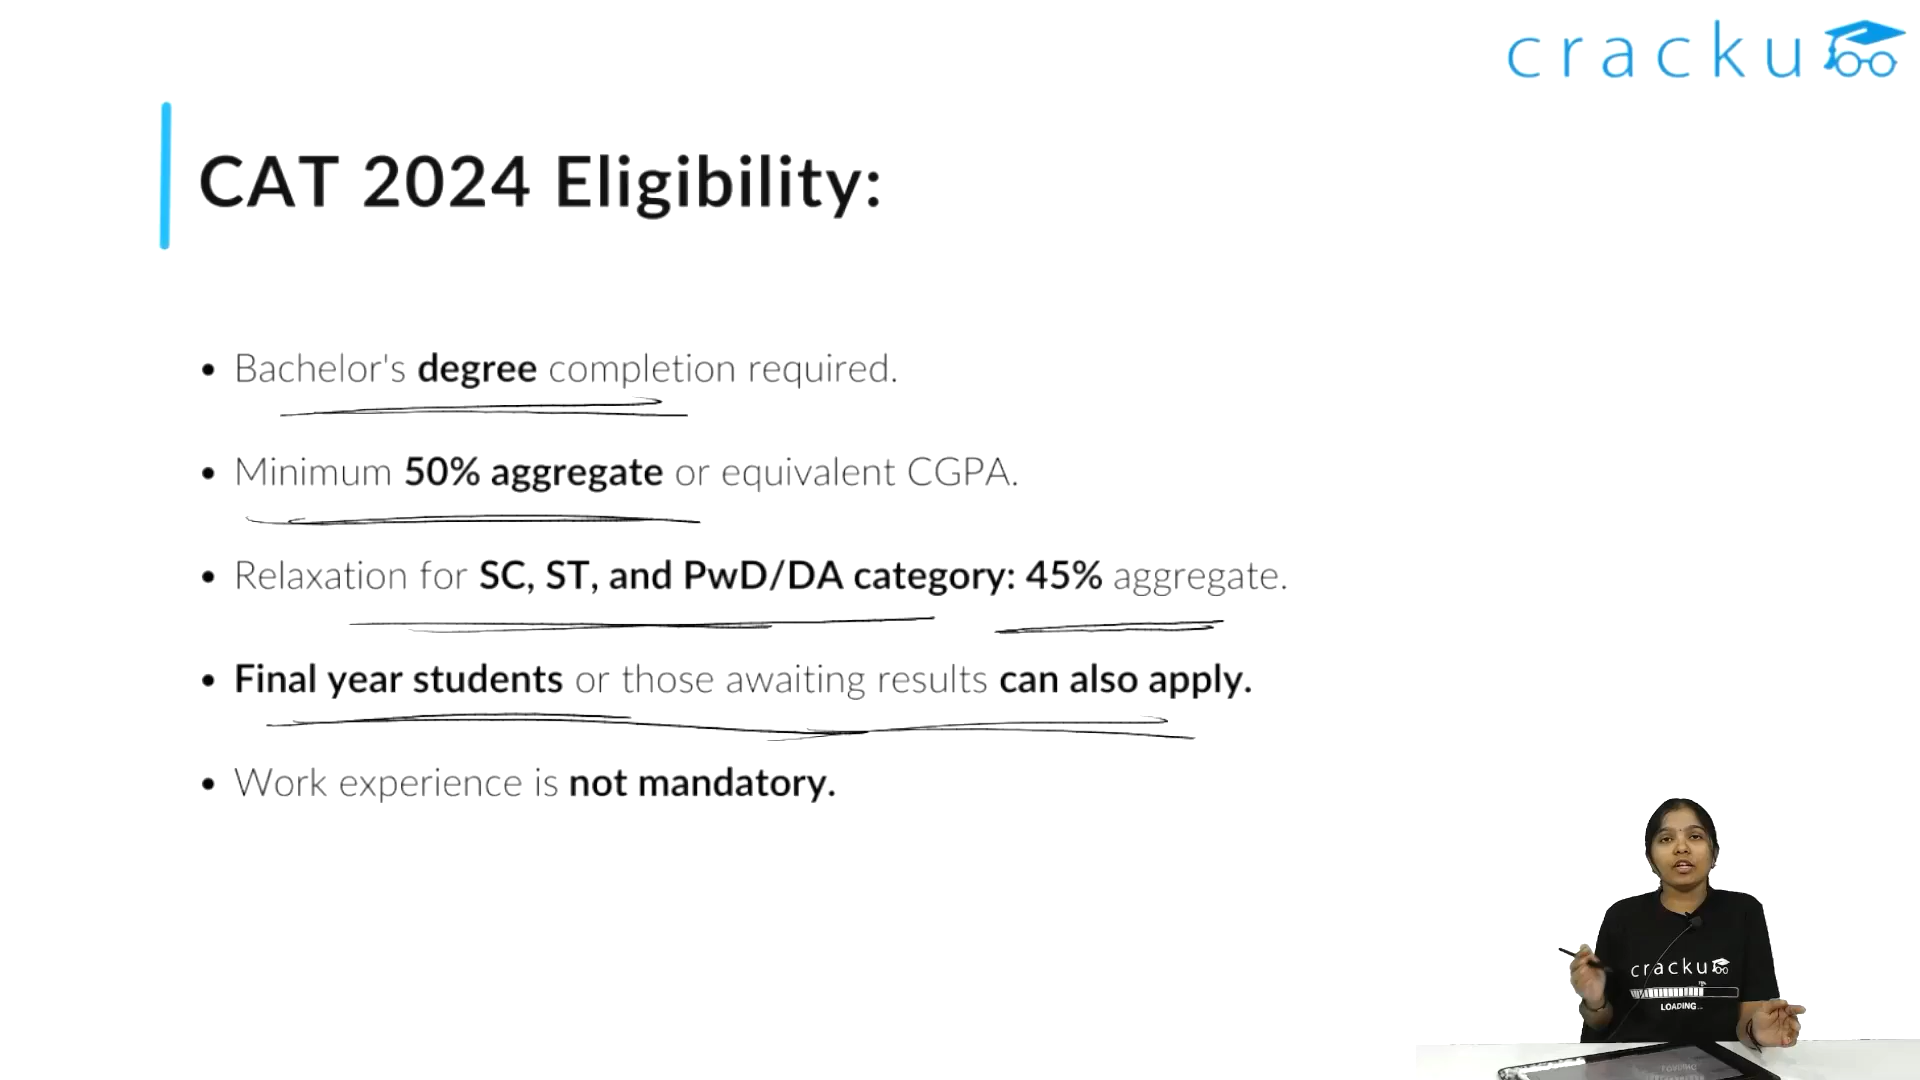 cracku
CAT 2024 Eligibility:
• Bachelor's degree completion required.
• Minimum 50% aggregate or equivalent CGPA.
• Relaxation for SC, ST, and PwD/DA category: 45% aggregate.
• Final year students or those awaiting results can also apply.
• Work experience is not mandatory.
cracku
LOADING...